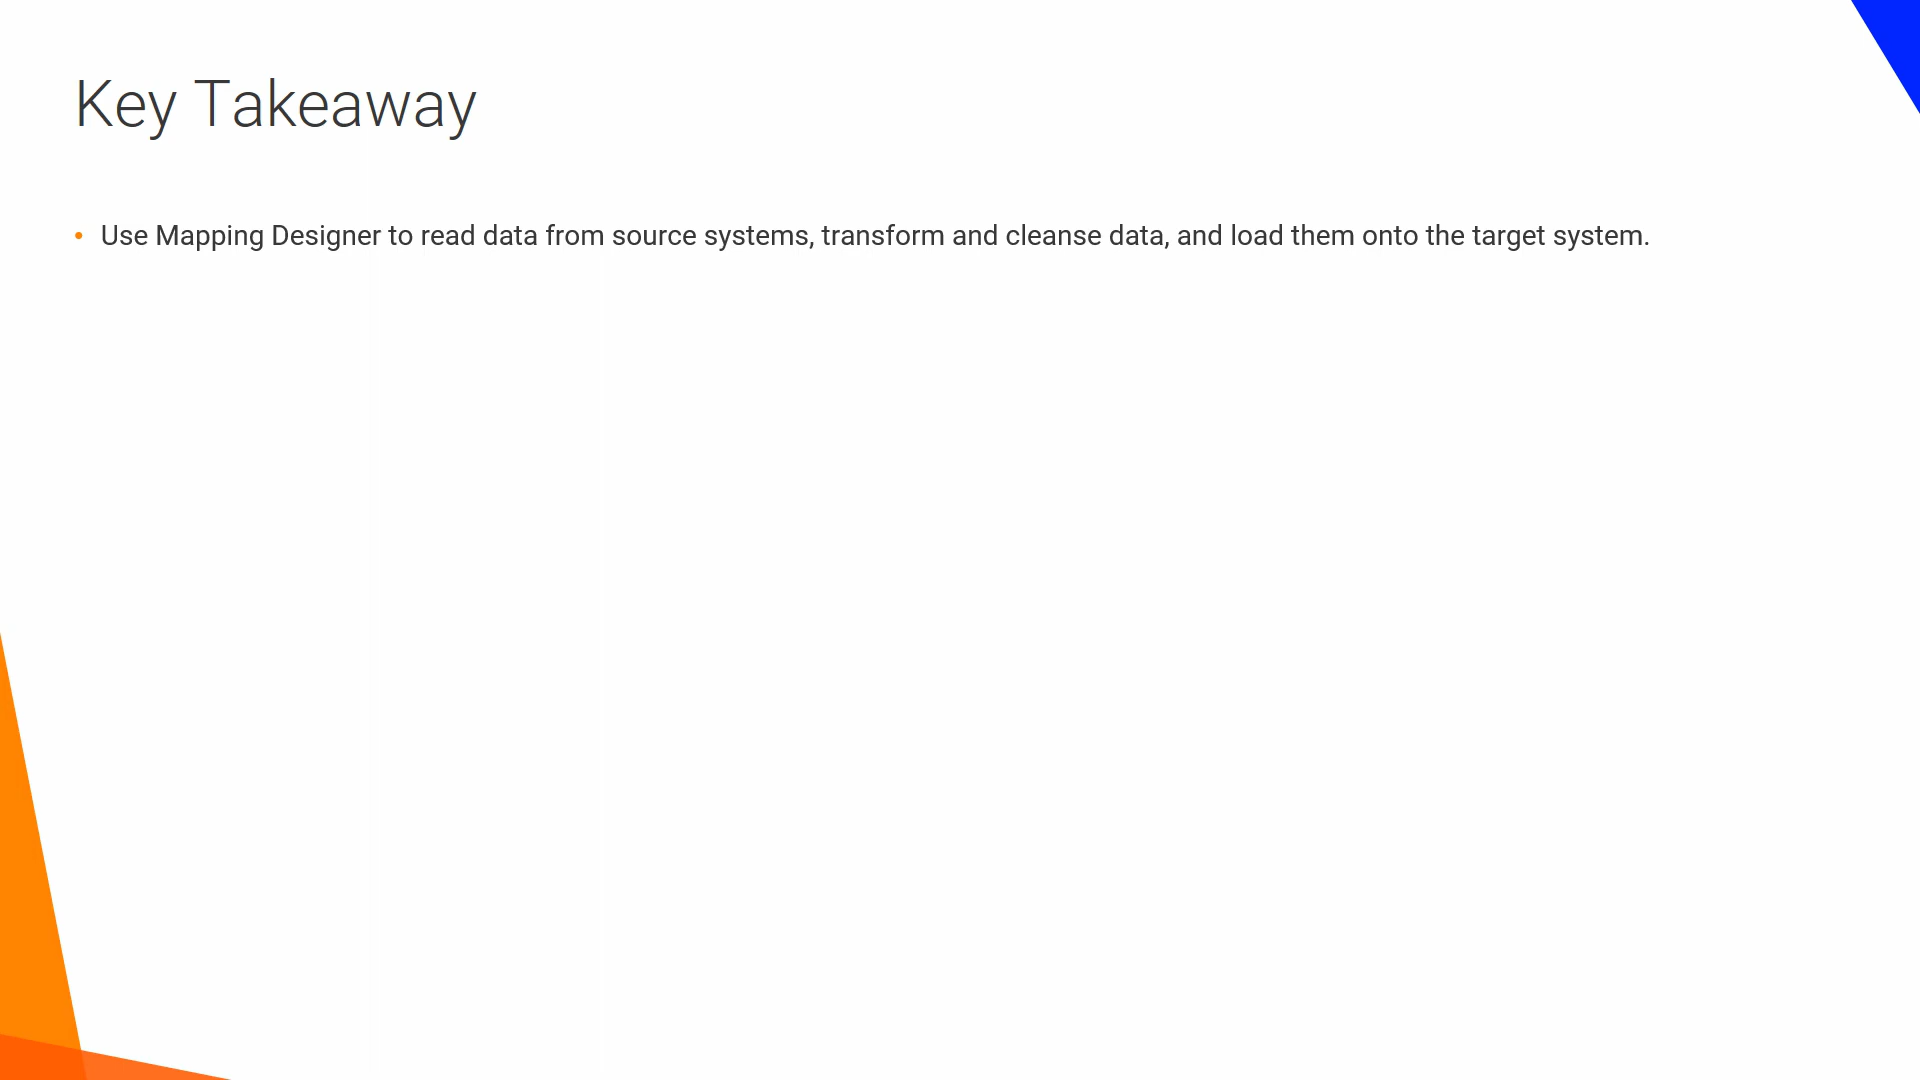 Key Takeaway
• Use Mapping Designer to read data from source systems, transform and cleanse data, and load them onto the target system.